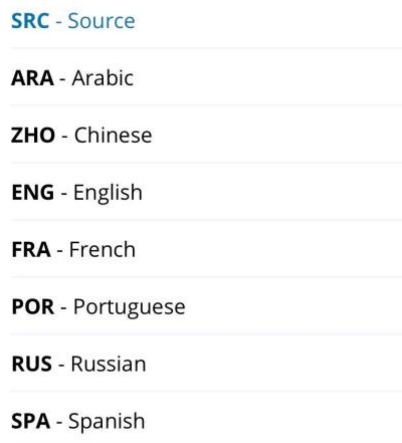 SRC - Source
ARA - Arabic
ZHO - Chinese
ENG - English
FRA - French
POR - Portuguese
RUS - Russian
SPA - Spanish